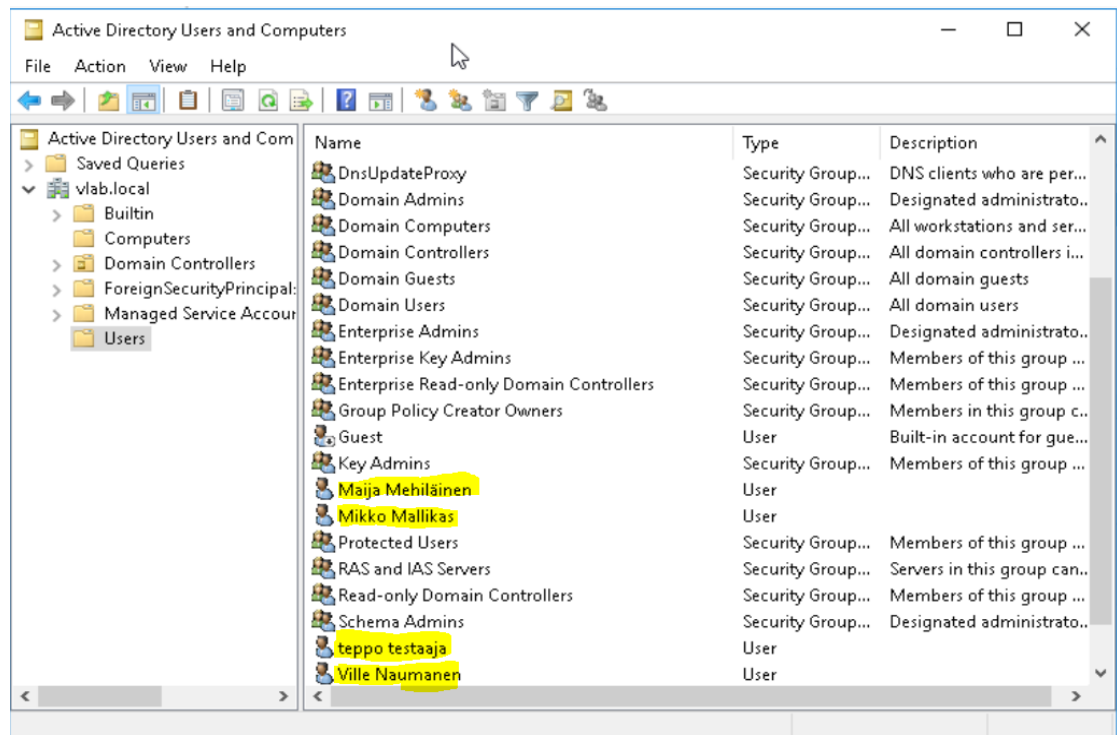 Active Directory Users and Computers
File Action View Help
Active Directory Users and Com
Saved Queries
vlab.local
Builtin
Computers
Domain Controllers
ForeignSecurityPrincipal:
Managed Service Accour
Users
Name Type Description
DnsUpdateProxy Security Group... DNS clients who are per...
Domain Admins Security Group... Designated administrato..
Domain Computers Security Group... All workstations and ser...
Domain Controllers Security Group... All domain controllers i...
Domain Guests Security Group... All domain guests
Domain Users Security Group... All domain users
Enterprise Admins Security Group... Designated administrato..
Enterprise Key Admins Security Group... Members of this group ...
Enterprise Read-only Domain Controllers Security Group... Members of this group ...
Group Policy Creator Owners Security Group... Members in this group c...
Guest User Built-in account for gue...
Key Admins Security Group... Members of this group ...
Maija Mehiläinen User
Mikko Mallikas User
Protected Users Security Group... Members of this group ...
RAS and IAS Servers Security Group... Servers in this group can..
Read-only Domain Controllers Security Group... Members of this group ...
Schema Admins Security Group... Designated administrato..
teppo testaaja User
Ville Naumanen User